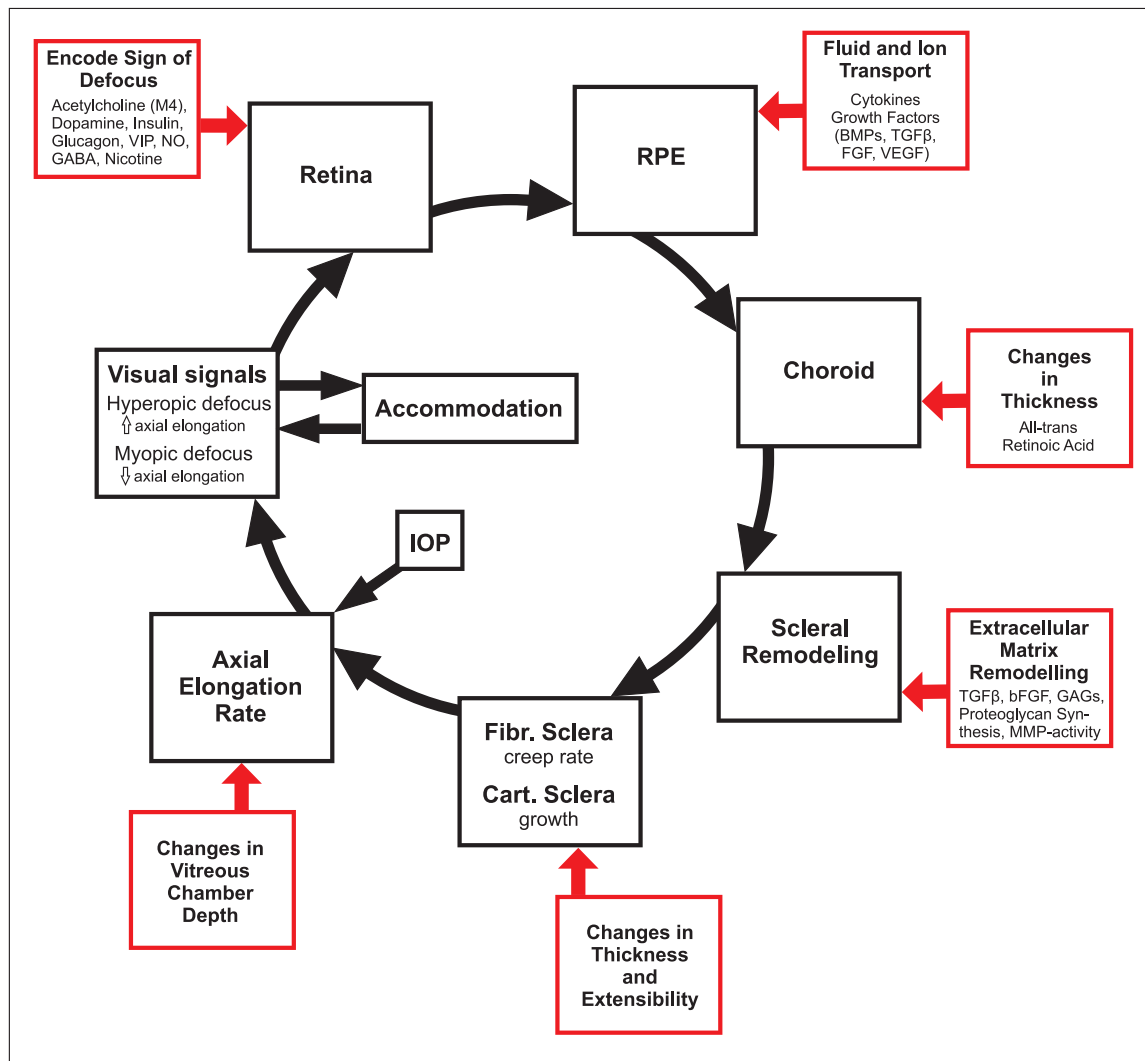 Encode Sign of
Defocus
Acetylcholine (M4),
Dopamine, Insulin,
Glucagon, VIP, NO,
GABA, Nicotine
Retina
Fluid and Ion
Transport
Cytokines
Growth Factors
(BMPs, TGFβ,
FGF, VEGF)
RPE
Choroid
Changes
in
Thickness
All-trans
Retinoic Acid
Visual signals
Hyperopic defocus
⇧ axial elongation
Myopic defocus
⇩ axial elongation
Accommodation
IOP
Scleral
Remodeling
Extracellular
Matrix
Remodelling
TGFβ, bFGF, GAGs,
Proteoglycan Syn-
thesis, MMP-activity
Axial
Elongation
Rate
Fibr. Sclera
creep rate
Cart. Sclera
growth
Changes in
Vitreous
Chamber
Depth
Changes in
Thickness
and
Extensibility